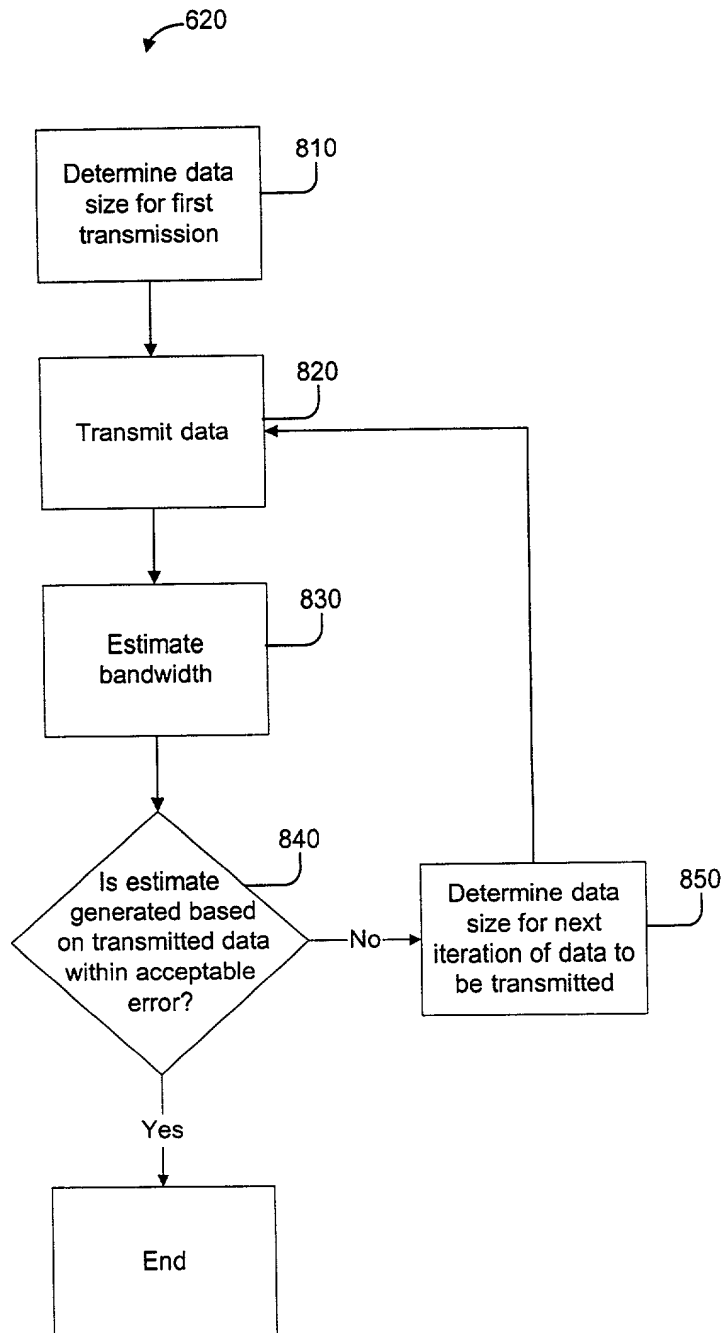 620
810
Determine data
size for first
transmission
820
Transmit data
830
Estimate
bandwidth
840
Is estimate
generated based
on transmitted data
within acceptable
error?
No
850
Determine data
size for next
iteration of data to
be transmitted
Yes
End